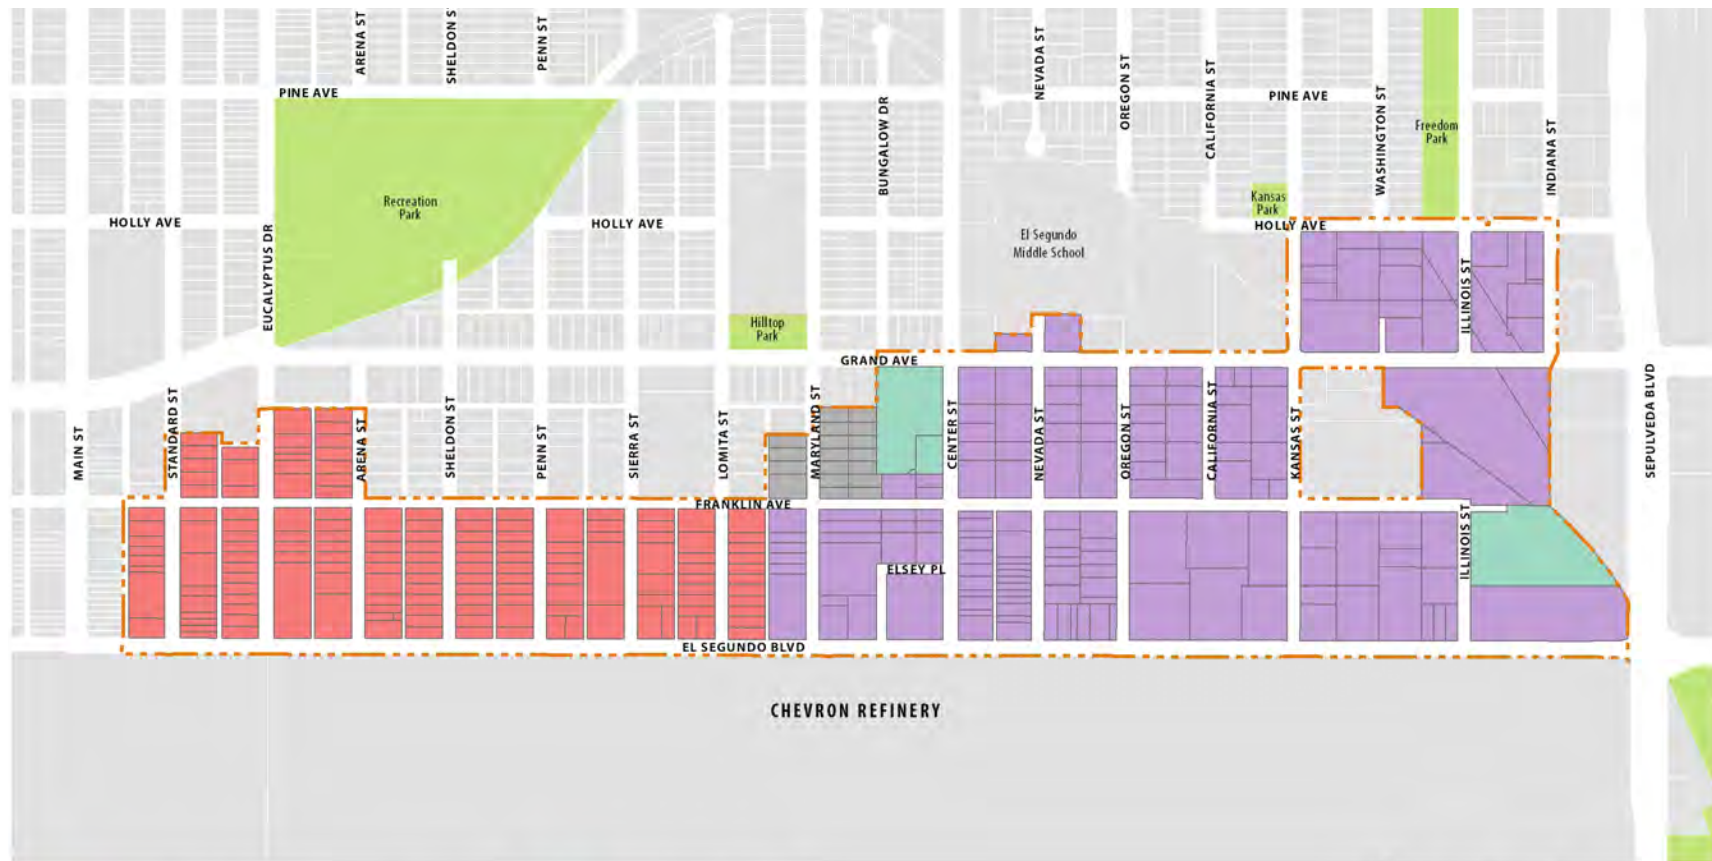 ARENA ST
SHELDON S
PENN ST
NEVADA ST
OREGON ST
CALIFORNIA ST
PINE AVE
PINE AVE
BUNGALOW DR
WASHINGTON ST
Freedom
Park
INDIANA ST
Recreation
Park
Kansas
Park
HOLLY AVE
HOLLY AVE
HOLLY AVE
EUCALYPTUS DR
El Segundo
Middle School
ILLINOIS ST
Hilltop
Park
GRAND AVE
MAIN ST
STANDARD ST
ARENA ST
SHELDON ST
PENN ST
SIERRA ST
LOMITA ST
MARYLAND ST
CENTER ST
NEVADA ST
OREGON ST
CALIFORNIA ST
KANSAS ST
SEPULVEDA BLVD
FRANKLIN AVE
ILLINOIS ST
ELSEY PL
EL SEGUNDO BLVD
CHEVRON REFINERY